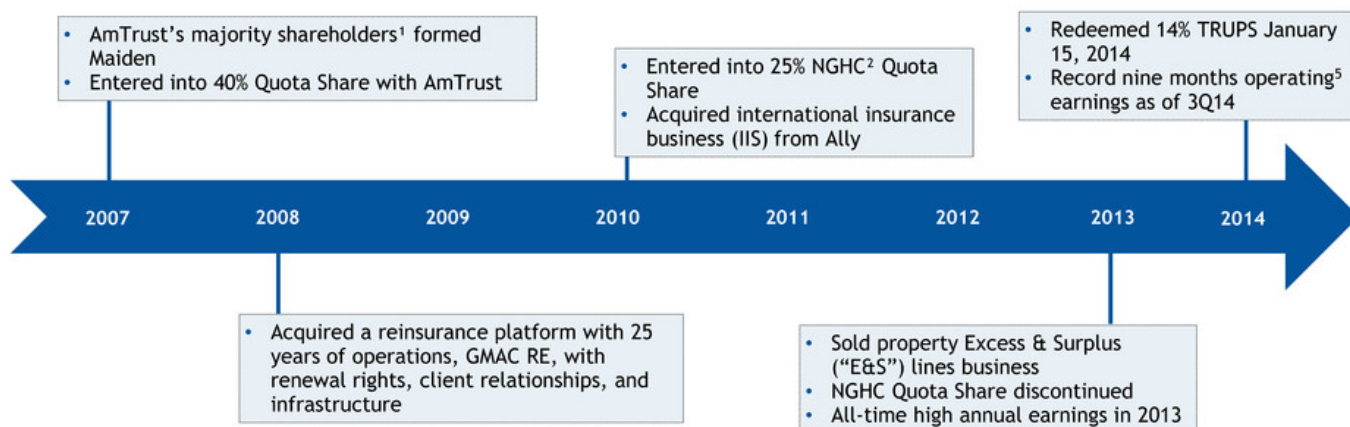 • AmTrust’s majority shareholders¹ formed
Maiden
• Entered into 40% Quota Share with AmTrust
• Entered into 25% NGHC² Quota
Share
• Acquired international insurance
business (IIS) from Ally
• Redeemed 14% TRUPS January
15, 2014
• Record nine months operating⁵
earnings as of 3Q14
2007 2008 2009 2010 2011 2012 2013 2014
• Acquired a reinsurance platform with 25
years of operations, GMAC RE, with
renewal rights, client relationships, and
infrastructure
• Sold property Excess & Surplus
(“E&S”) lines business
• NGHC Quota Share discontinued
• All-time high annual earnings in 2013